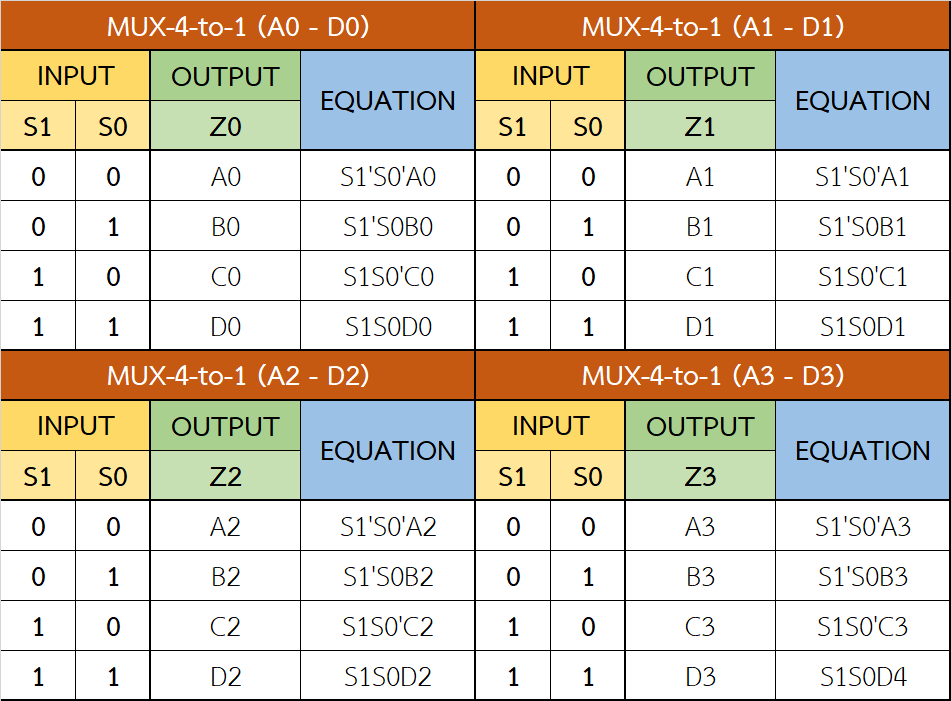 MUX-4-to-1 (A0 - D0)
INPUT OUTPUT EQUATION
S1 S0 Z0
0 0 A0 S1'S0'A0
0 1 B0 S1'S0B0
1 0 C0 S1S0'C0
1 1 D0 S1S0D0
MUX-4-to-1 (A1 - D1)
INPUT OUTPUT EQUATION
S1 S0 Z1
0 0 A1 S1'S0'A1
0 1 B1 S1'S0B1
1 0 C1 S1S0'C1
1 1 D1 S1S0D1
MUX-4-to-1 (A2 - D2)
INPUT OUTPUT EQUATION
S1 S0 Z2
0 0 A2 S1'S0'A2
0 1 B2 S1'S0B2
1 0 C2 S1S0'C2
1 1 D2 S1S0D2
MUX-4-to-1 (A3 - D3)
INPUT OUTPUT EQUATION
S1 S0 Z3
0 0 A3 S1'S0'A3
0 1 B3 S1'S0B3
1 0 C3 S1S0'C3
1 1 D3 S1S0D4